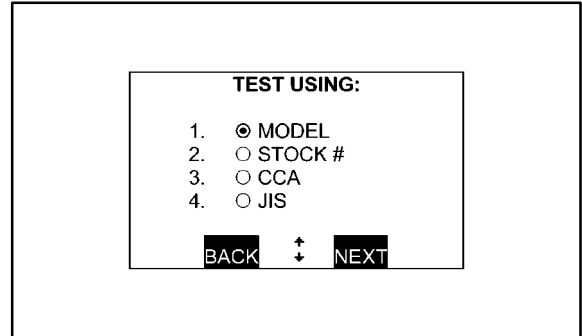 TEST USING:
1. MODEL
2. STOCK #
3. CCA
4. JIS
BACK NEXT